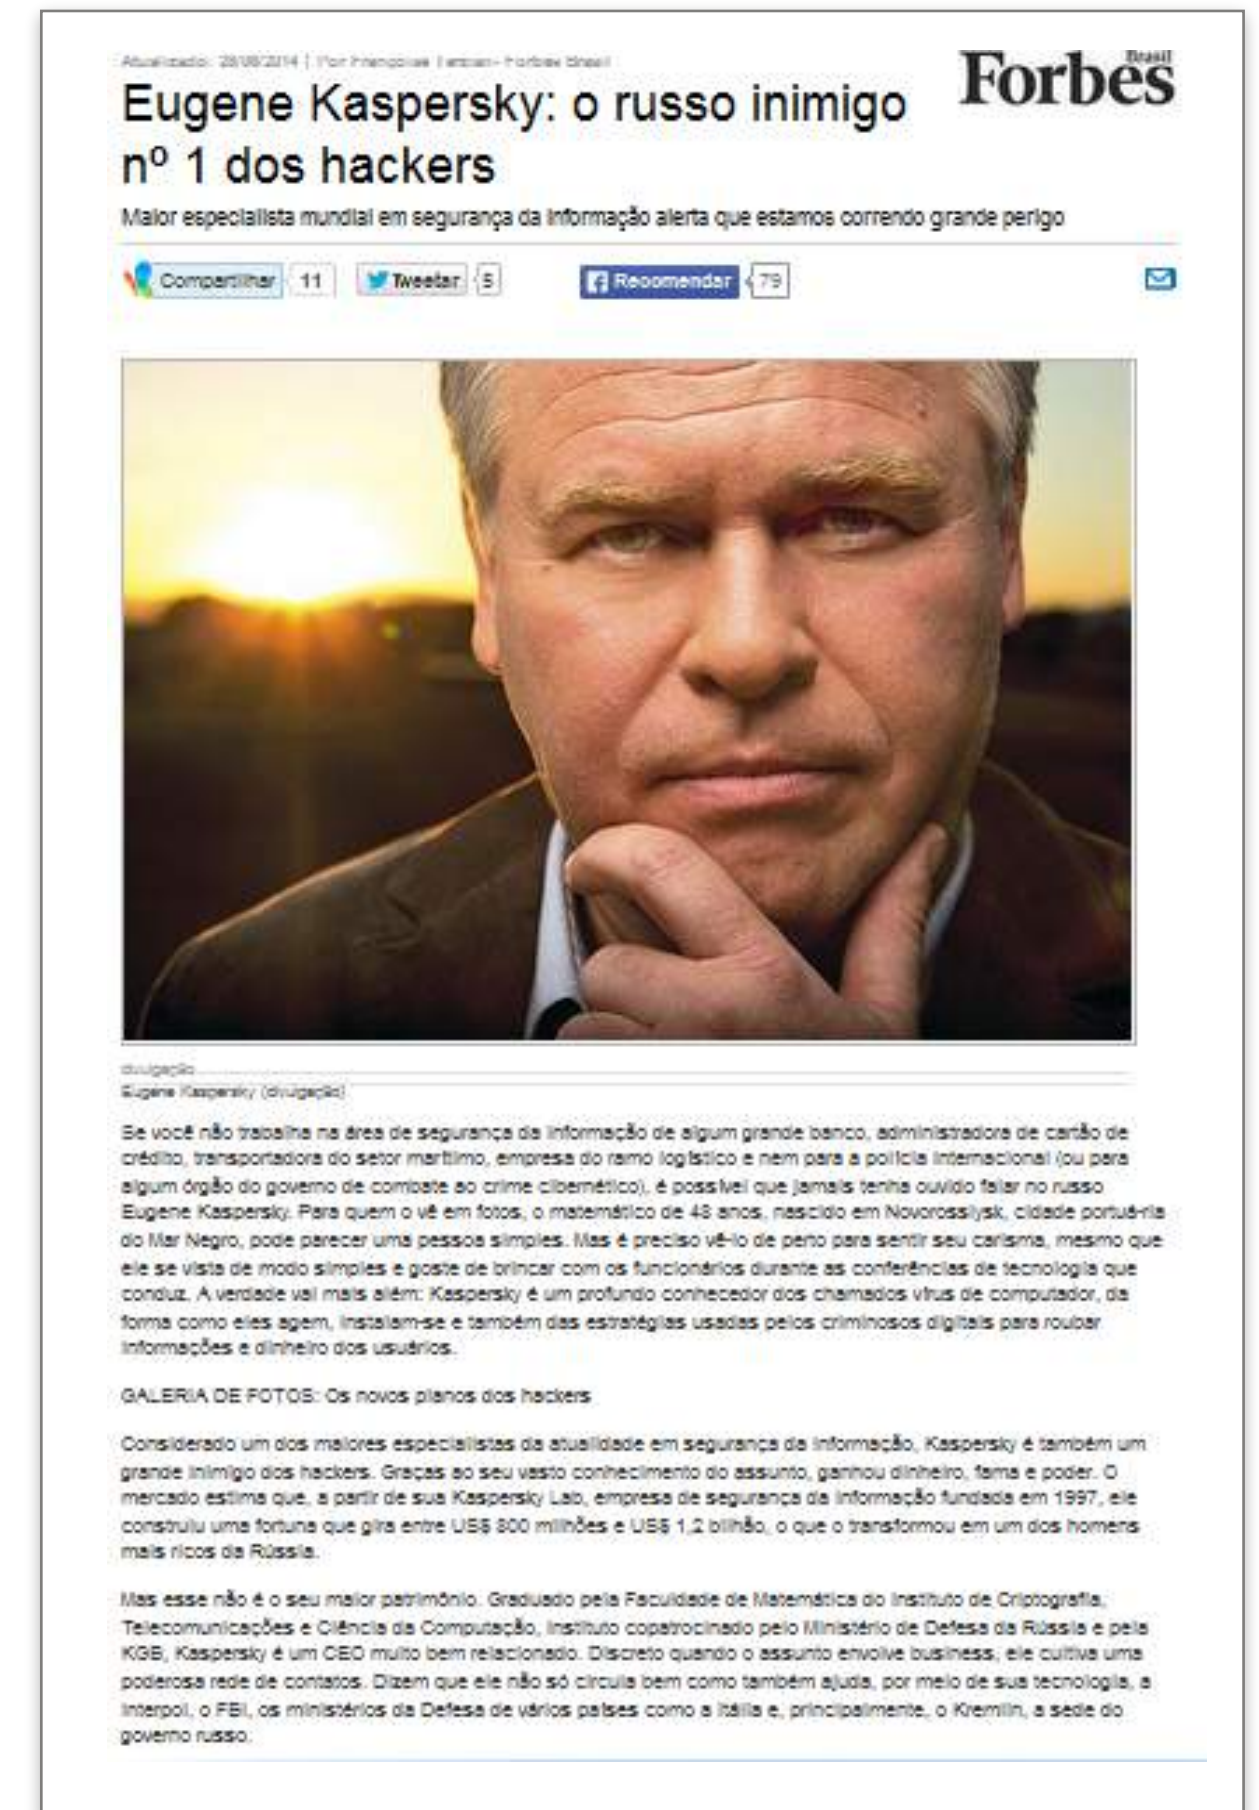 Atualizado: 28/08/2014 | Por Françoise Terzian - Forbes Brasil
Forbes
Brasil
Eugene Kaspersky: o russo inimigo
nº 1 dos hackers
Maior especialista mundial em segurança da informação alerta que estamos correndo grande perigo
Compartilhar 11 Tweetar 5 Recomendar 79
divulgação
Eugene Kaspersky (divulgação)
Se você não trabalha na área de segurança da informação de algum grande banco, administradora de cartão de
crédito, transportadora do setor marítimo, empresa do ramo logístico e nem para a polícia internacional (ou para
algum órgão do governo de combate ao crime cibernético), é possível que jamais tenha ouvido falar no russo
Eugene Kaspersky. Para quem o vê em fotos, o matemático de 48 anos, nascido em Novorossiysk, cidade portuá-ria
do Mar Negro, pode parecer uma pessoa simples. Mas é preciso vê-lo de perto para sentir seu carisma, mesmo que
ele se vista de modo simples e goste de brincar com os funcionários durante as conferências de tecnologia que
conduz. A verdade vai mais além: Kaspersky é um profundo conhecedor dos chamados vírus de computador, da
forma como eles agem, instalam-se e também das estratégias usadas pelos criminosos digitais para roubar
informações e dinheiro dos usuários.
GALERIA DE FOTOS: Os novos planos dos hackers
Considerado um dos maiores especialistas da atualidade em segurança da informação, Kaspersky é também um
grande inimigo dos hackers. Graças ao seu vasto conhecimento do assunto, ganhou dinheiro, fama e poder. O
mercado estima que, a partir de sua Kaspersky Lab, empresa de segurança da informação fundada em 1997, ele
construiu uma fortuna que gira entre US$ 800 milhões e US$ 1,2 bilhão, o que o transformou em um dos homens
mais ricos da Rússia.
Mas esse não é o seu maior patrimônio. Graduado pela Faculdade de Matemática do Instituto de Criptografia,
Telecomunicações e Ciência da Computação, instituto copatrocinado pelo Ministério de Defesa da Rússia e pela
KGB, Kaspersky é um CEO muito bem relacionado. Discreto quando o assunto envolve business, ele cultiva uma
poderosa rede de contatos. Dizem que ele não só circula bem como também ajuda, por meio de sua tecnologia, a
Interpol, o FBI, os ministérios da Defesa de vários países como a Itália e, principalmente, o Kremlin, a sede do
governo russo.